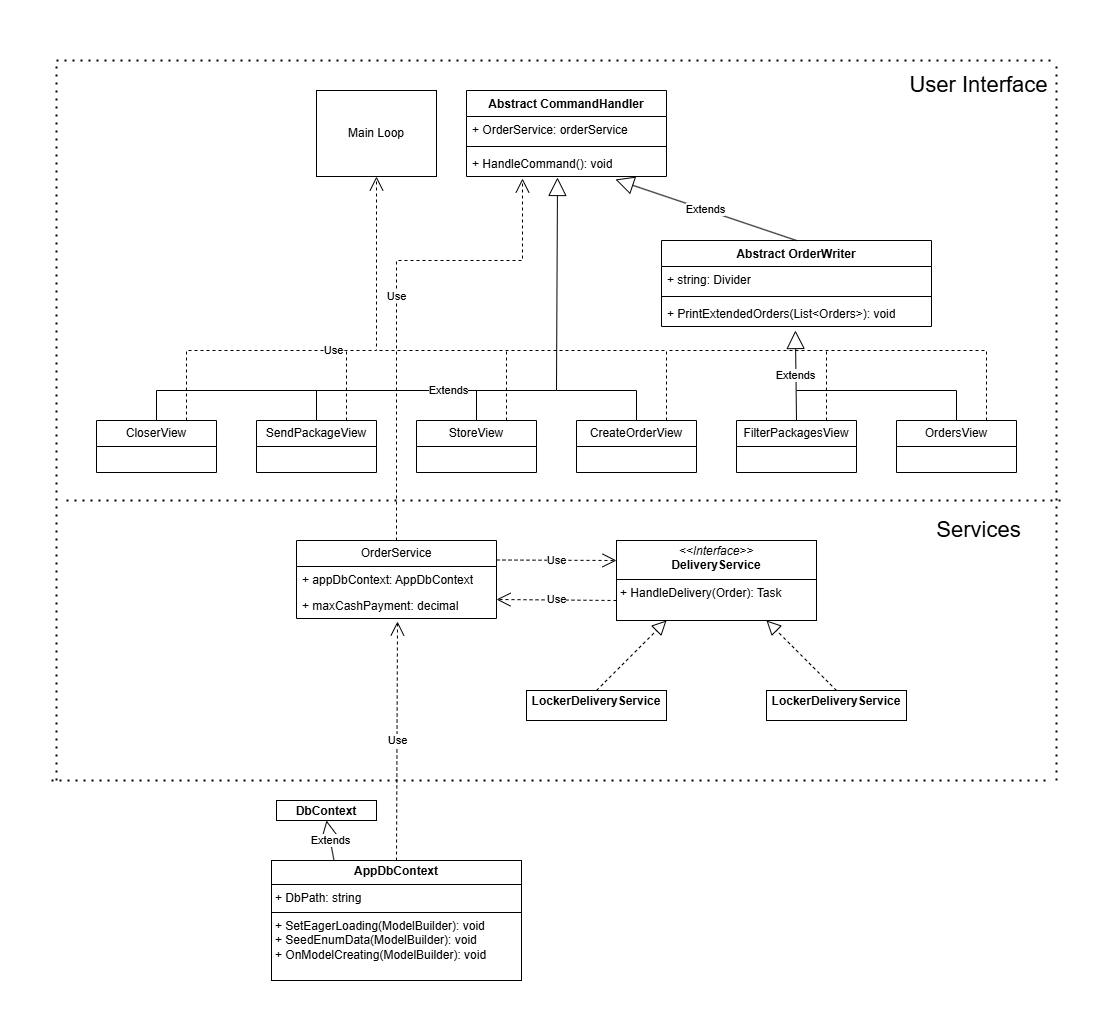 User Interface
Main Loop
Abstract CommandHandler
+ OrderService: orderService
+ HandleCommand(): void
Extends
Abstract OrderWriter
+ string: Divider
+ PrintExtendedOrders(List<Orders>): void
Use
Use
Extends
Extends
CloserView
SendPackageView
StoreView
CreateOrderView
FilterPackagesView
OrdersView
Services
OrderService
+ appDbContext: AppDbContext
+ maxCashPayment: decimal
Use
Use
<<Interface>>
DeliveryService
+ HandleDelivery(Order): Task
LockerDeliveryService
LockerDeliveryService
Use
DbContext
Extends
AppDbContext
+ DbPath: string
+ SetEagerLoading(ModelBuilder): void
+ SeedEnumData(ModelBuilder): void
+ OnModelCreating(ModelBuilder): void